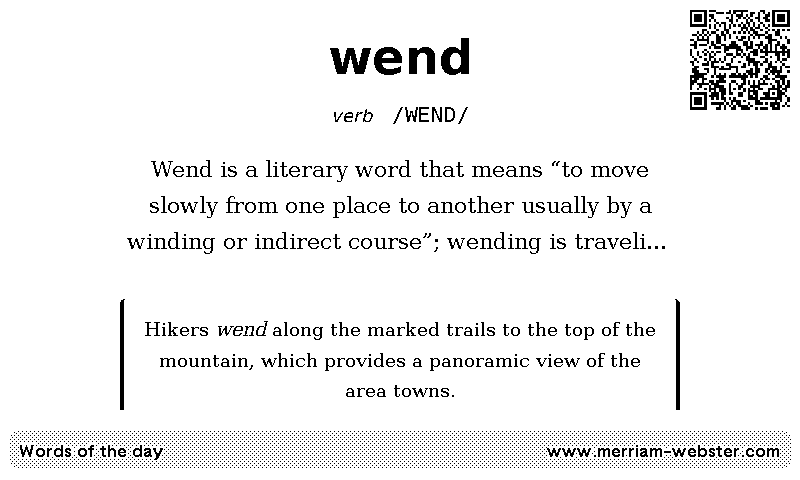 wend
verb /WEND/
Wend is a literary word that means “to move
slowly from one place to another usually by a
winding or indirect course”; wending is traveli...
Hikers wend along the marked trails to the top of the
mountain, which provides a panoramic view of the
area towns.
Words of the day
www.merriam-webster.com